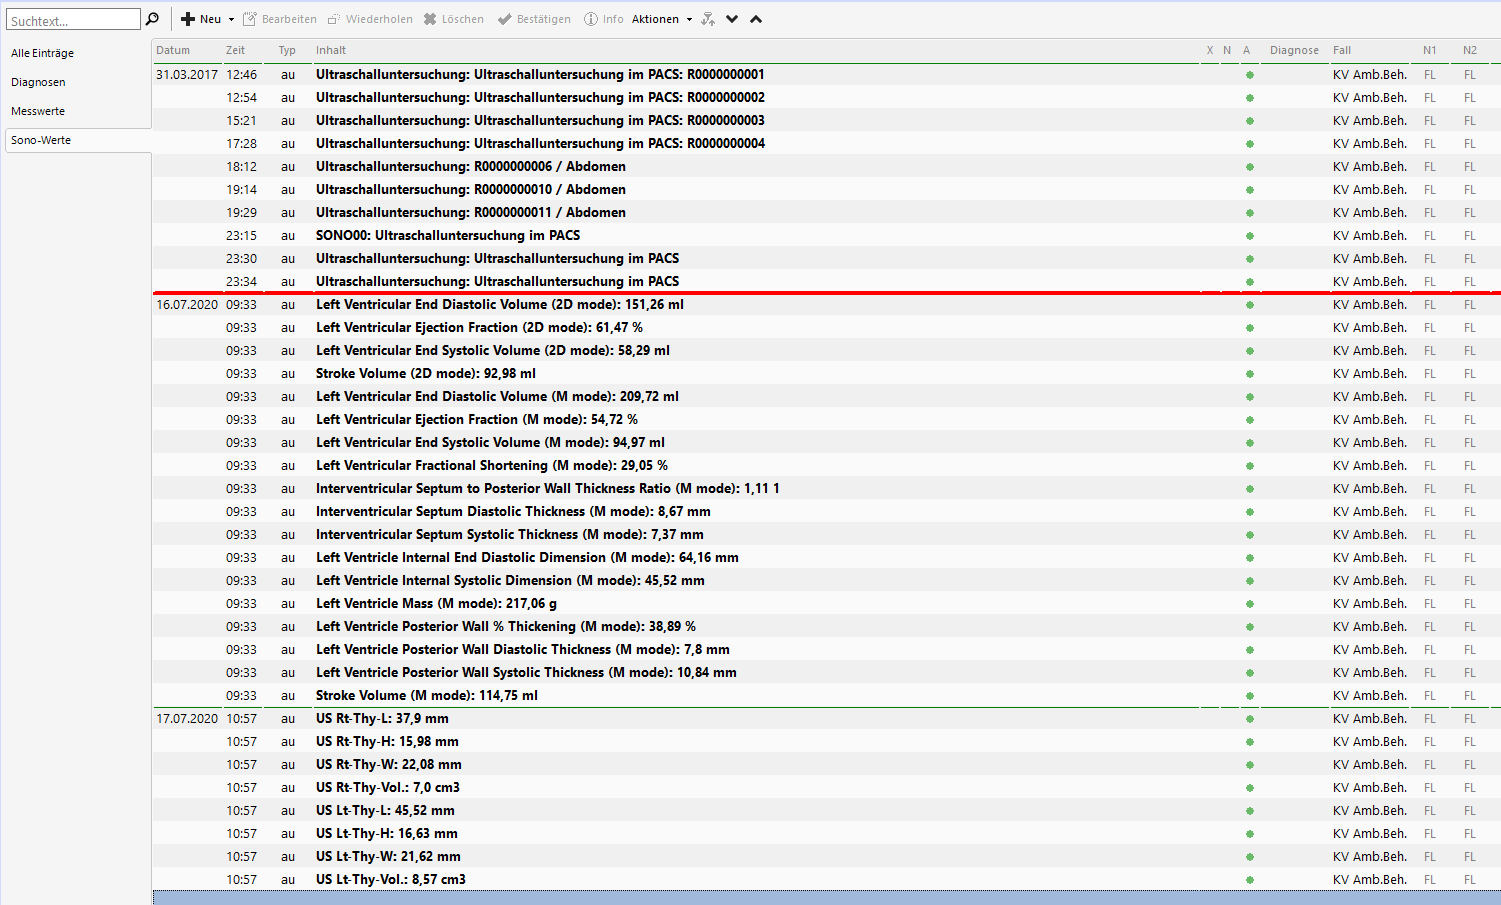 Suchtext... Neu Bearbeiten Wiederholen Löschen Bestätigen Info Aktionen
Alle Einträge
Diagnosen
Messwerte
Sono-Werte
Datum Zeit Typ Inhalt X N A Diagnose Fall N1 N2
31.03.2017 12:46 au Ultraschalluntersuchung: Ultraschalluntersuchung im PACS: R0000000001 KV Amb.Beh. FL FL
12:54 au Ultraschalluntersuchung: Ultraschalluntersuchung im PACS: R0000000002 KV Amb.Beh. FL FL
15:21 au Ultraschalluntersuchung: Ultraschalluntersuchung im PACS: R0000000003 KV Amb.Beh. FL FL
17:28 au Ultraschalluntersuchung: Ultraschalluntersuchung im PACS: R0000000004 KV Amb.Beh. FL FL
18:12 au Ultraschalluntersuchung: R0000000006 / Abdomen KV Amb.Beh. FL FL
19:14 au Ultraschalluntersuchung: R0000000010 / Abdomen KV Amb.Beh. FL FL
19:29 au Ultraschalluntersuchung: R0000000011 / Abdomen KV Amb.Beh. FL FL
23:15 au SONO00: Ultraschalluntersuchung im PACS KV Amb.Beh. FL FL
23:30 au Ultraschalluntersuchung: Ultraschalluntersuchung im PACS KV Amb.Beh. FL FL
23:34 au Ultraschalluntersuchung: Ultraschalluntersuchung im PACS KV Amb.Beh. FL FL
16.07.2020 09:33 au Left Ventricular End Diastolic Volume (2D mode): 151,26 ml KV Amb.Beh. FL FL
09:33 au Left Ventricular Ejection Fraction (2D mode): 61,47 % KV Amb.Beh. FL FL
09:33 au Left Ventricular End Systolic Volume (2D mode): 58,29 ml KV Amb.Beh. FL FL
09:33 au Stroke Volume (2D mode): 92,98 ml KV Amb.Beh. FL FL
09:33 au Left Ventricular End Diastolic Volume (M mode): 209,72 ml KV Amb.Beh. FL FL
09:33 au Left Ventricular Ejection Fraction (M mode): 54,72 % KV Amb.Beh. FL FL
09:33 au Left Ventricular End Systolic Volume (M mode): 94,97 ml KV Amb.Beh. FL FL
09:33 au Left Ventricular Fractional Shortening (M mode): 29,05 % KV Amb.Beh. FL FL
09:33 au Interventricular Septum to Posterior Wall Thickness Ratio (M mode): 1,11 1 KV Amb.Beh. FL FL
09:33 au Interventricular Septum Diastolic Thickness (M mode): 8,67 mm KV Amb.Beh. FL FL
09:33 au Interventricular Septum Systolic Thickness (M mode): 7,37 mm KV Amb.Beh. FL FL
09:33 au Left Ventricle Internal End Diastolic Dimension (M mode): 64,16 mm KV Amb.Beh. FL FL
09:33 au Left Ventricle Internal Systolic Dimension (M mode): 45,52 mm KV Amb.Beh. FL FL
09:33 au Left Ventricle Mass (M mode): 217,06 g KV Amb.Beh. FL FL
09:33 au Left Ventricle Posterior Wall % Thickening (M mode): 38,89 % KV Amb.Beh. FL FL
09:33 au Left Ventricle Posterior Wall Diastolic Thickness (M mode): 7,8 mm KV Amb.Beh. FL FL
09:33 au Left Ventricle Posterior Wall Systolic Thickness (M mode): 10,84 mm KV Amb.Beh. FL FL
09:33 au Stroke Volume (M mode): 114,75 ml KV Amb.Beh. FL FL
17.07.2020 10:57 au US Rt-Thy-L: 37,9 mm KV Amb.Beh. FL FL
10:57 au US Rt-Thy-H: 15,98 mm KV Amb.Beh. FL FL
10:57 au US Rt-Thy-W: 22,08 mm KV Amb.Beh. FL FL
10:57 au US Rt-Thy-Vol.: 7,0 cm3 KV Amb.Beh. FL FL
10:57 au US Lt-Thy-L: 45,52 mm KV Amb.Beh. FL FL
10:57 au US Lt-Thy-H: 16,63 mm KV Amb.Beh. FL FL
10:57 au US Lt-Thy-W: 21,62 mm KV Amb.Beh. FL FL
10:57 au US Lt-Thy-Vol.: 8,57 cm3 KV Amb.Beh. FL FL